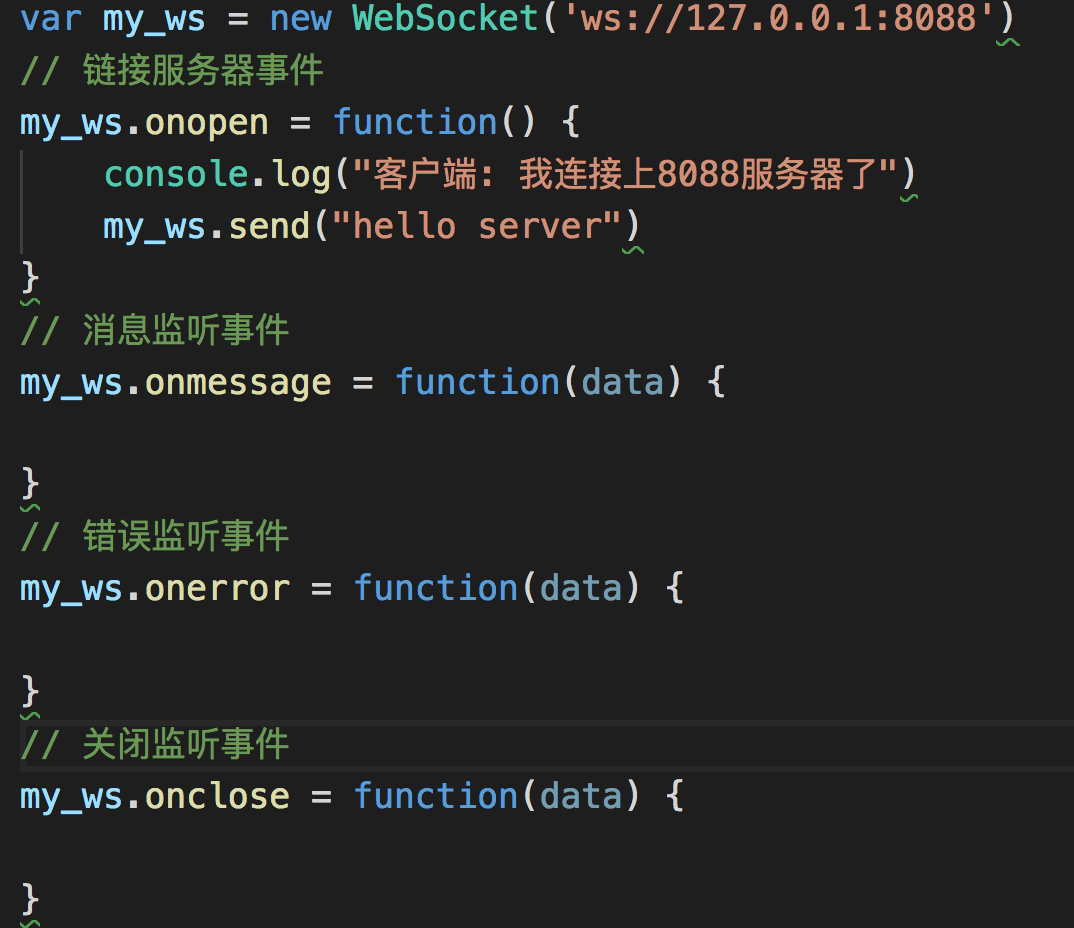 var my_ws = new WebSocket('ws://127.0.0.1:8088')
// 链接服务器事件
my_ws.onopen = function() {
console.log("客户端: 我连接上8088服务器了")
my_ws.send("hello server")
}
// 消息监听事件
my_ws.onmessage = function(data) {
}
// 错误监听事件
my_ws.onerror = function(data) {
}
// 关闭监听事件
my_ws.onclose = function(data) {
}